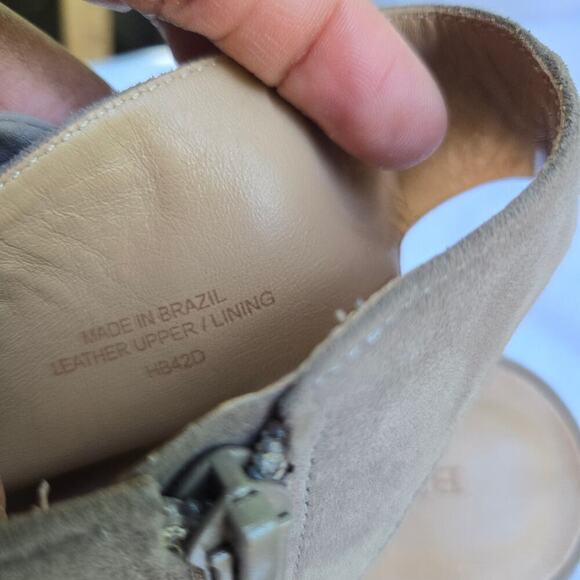 MADE IN BRAZIL
LEATHER UPPER / LINING
HB42D